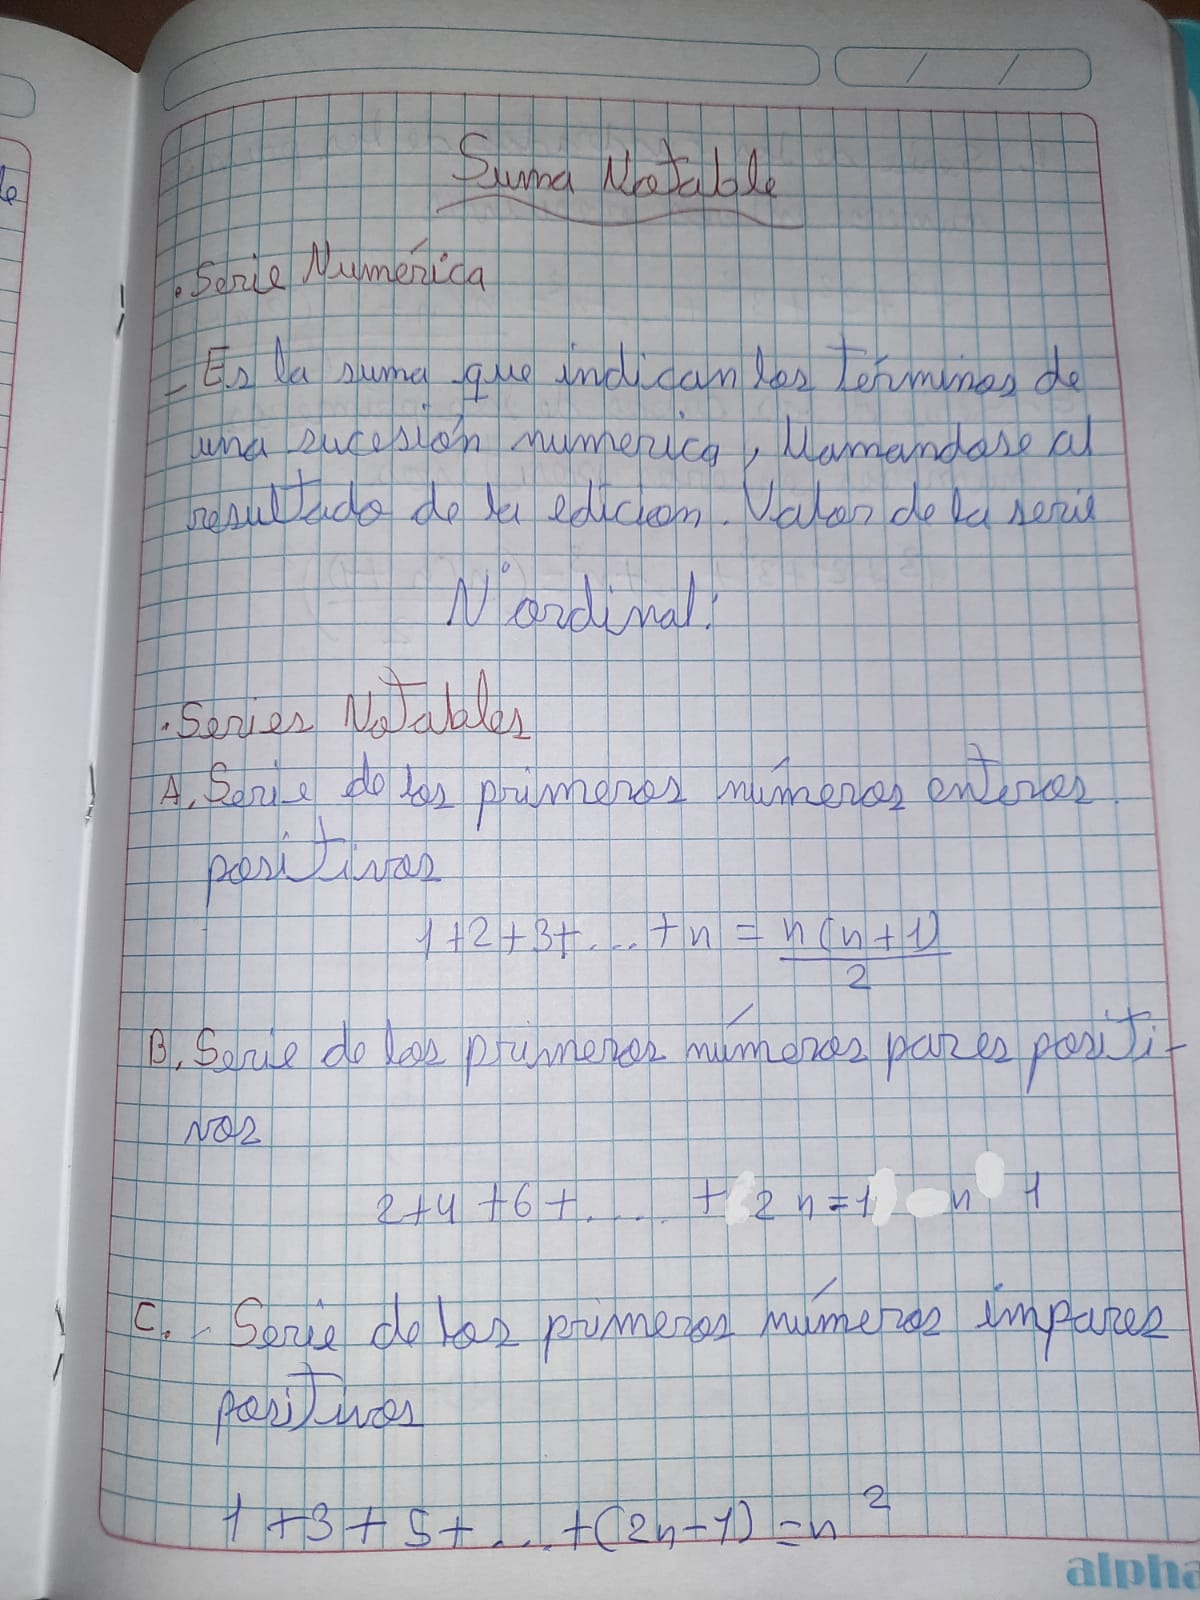 Suma Notable
. Serie Numérica
- Es la suma que indican los términos de
una sucesión numerica, llamandose al
resultado de la edicion. Valor de la serie
N° ordinal:
. Series Notables
A. Serie de los primeros números enteros
positivos
1+2+3+....+n = n(n+1)
2
B. Serie de los primeros números pares positi-
vos
2+4+6+..... + 2n=1 n 1
C. - Serie de los primeros números impares
positivos
1+3+5+....+(2n-1)=n²
alpha